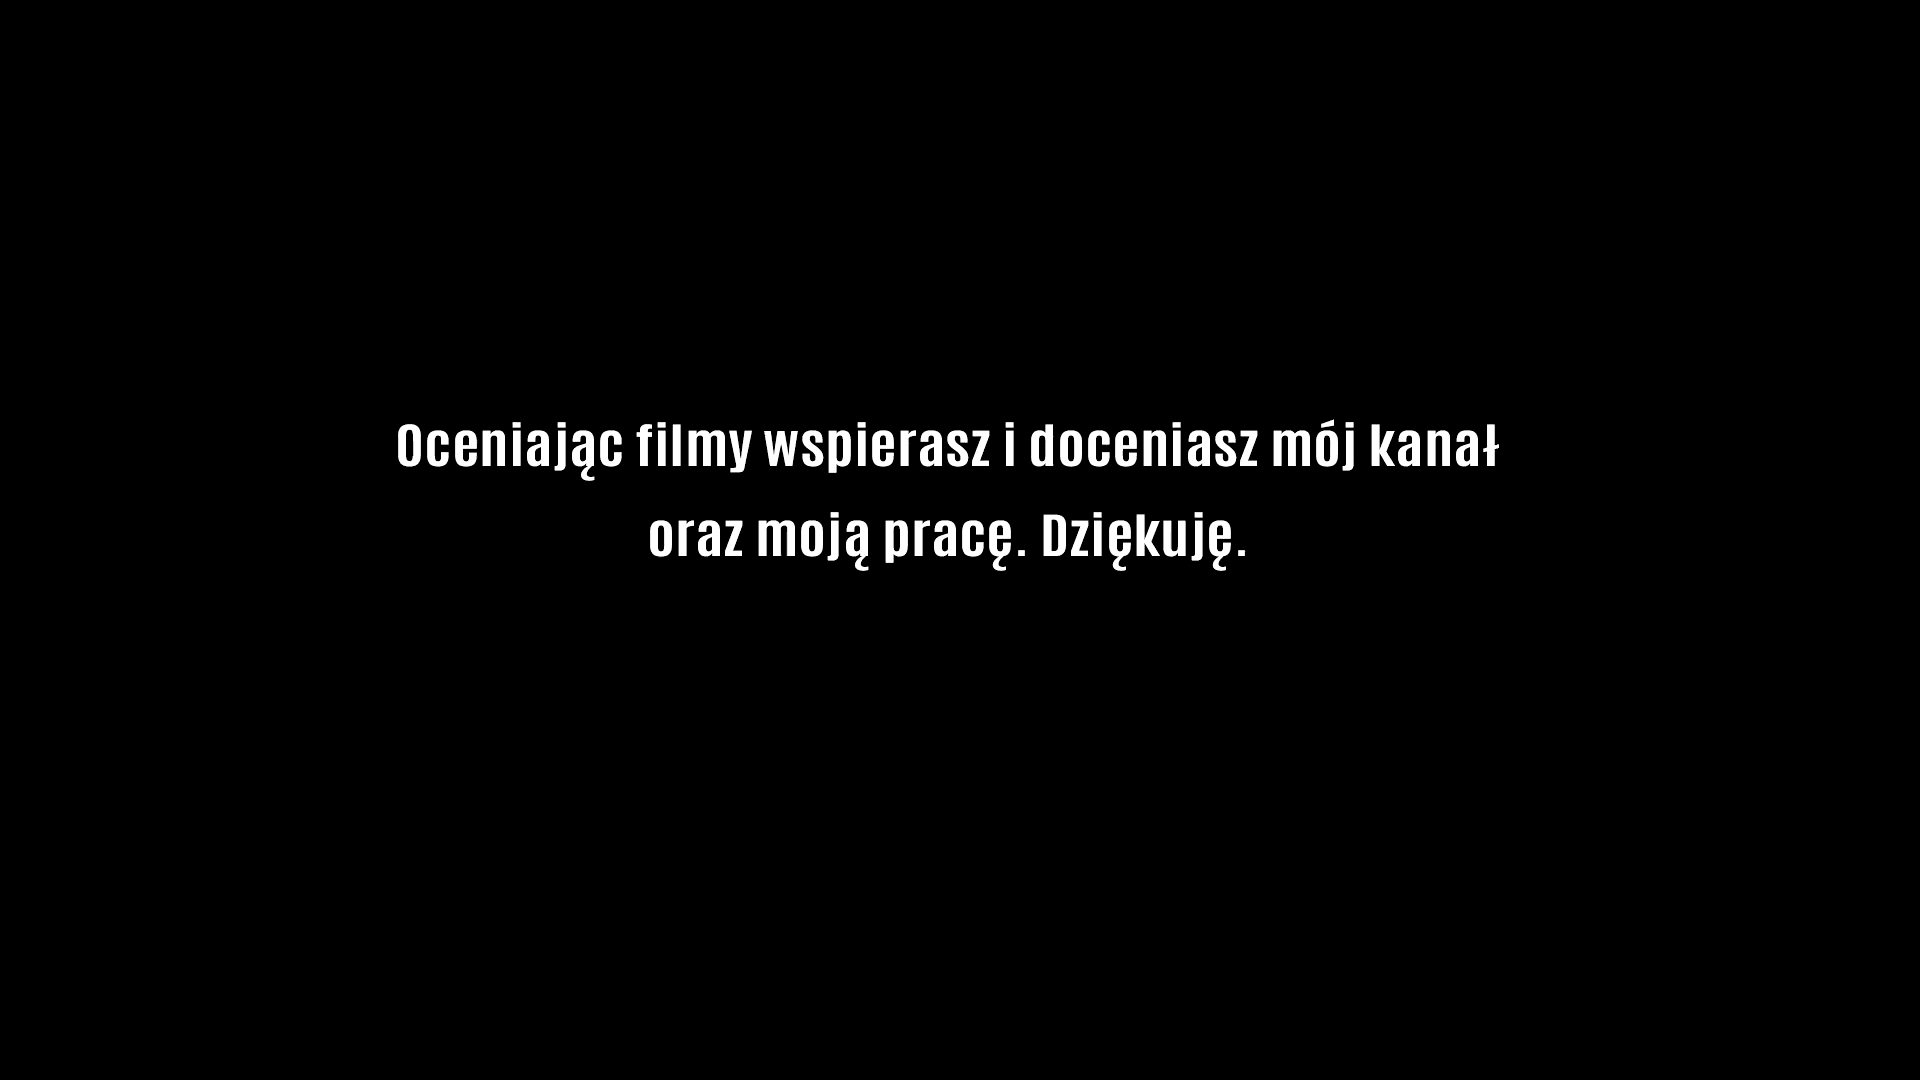 Oceniając filmy wspierasz i doceniasz mój kanał
oraz moją pracę. Dziękuję.